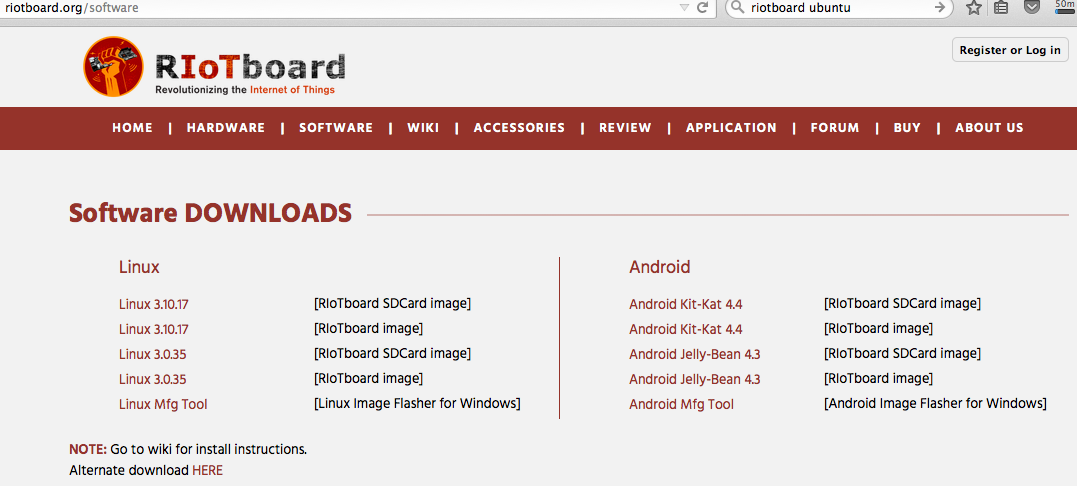 riotboard.org/software riotboard ubuntu 50m
Register or Log in
RIoTboard
Revolutionizing the Internet of Things
HOME | HARDWARE | SOFTWARE | WIKI | ACCESSORIES | REVIEW | APPLICATION | FORUM | BUY | ABOUT US
Software DOWNLOADS
Linux
Linux 3.10.17 [RIoTboard SDCard image]
Linux 3.10.17 [RIoTboard image]
Linux 3.0.35 [RIoTboard SDCard image]
Linux 3.0.35 [RIoTboard image]
Linux Mfg Tool [Linux Image Flasher for Windows]
Android
Android Kit-Kat 4.4 [RIoTboard SDCard image]
Android Kit-Kat 4.4 [RIoTboard image]
Android Jelly-Bean 4.3 [RIoTboard SDCard image]
Android Jelly-Bean 4.3 [RIoTboard image]
Android Mfg Tool [Android Image Flasher for Windows]
NOTE: Go to wiki for install instructions.
Alternate download HERE